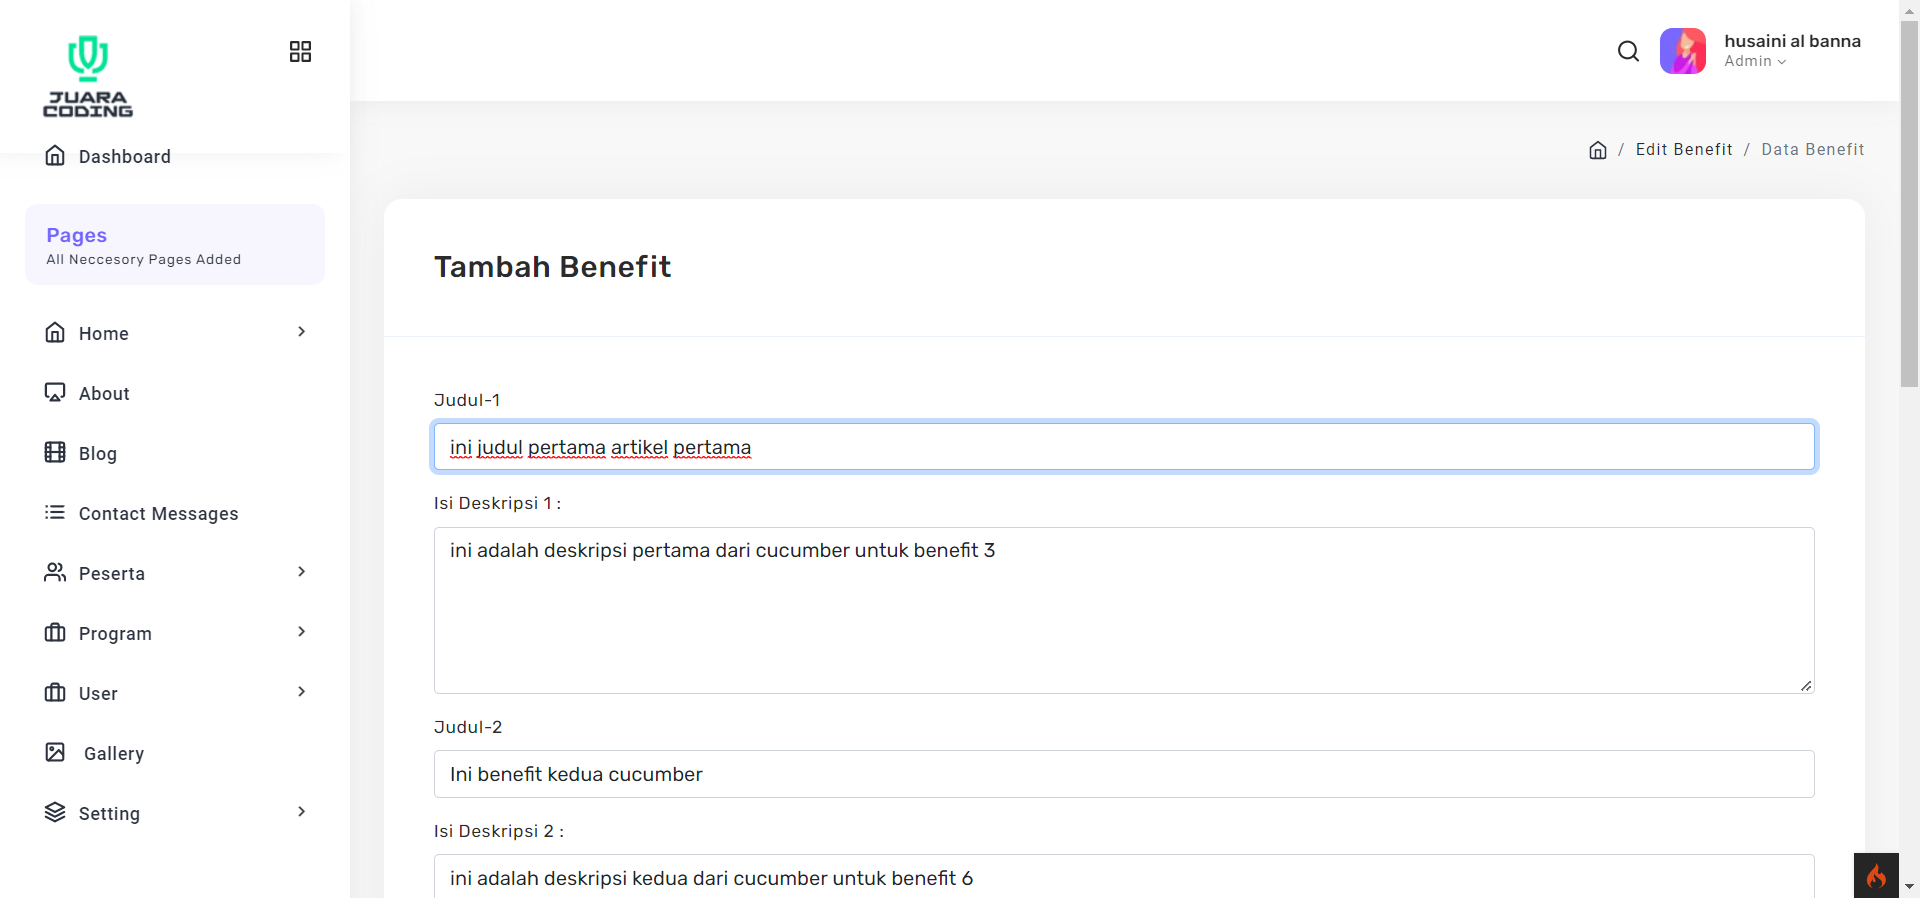 JUARA
CODING
husaini al banna
Admin
Dashboard
/ Edit Benefit / Data Benefit
Pages
All Neccesory Pages Added
Home
About
Blog
Contact Messages
Peserta
Program
User
Gallery
Setting
Tambah Benefit
Judul-1
ini judul pertama artikel pertama
Isi Deskripsi 1 :
ini adalah deskripsi pertama dari cucumber untuk benefit 3
Judul-2
Ini benefit kedua cucumber
Isi Deskripsi 2 :
ini adalah deskripsi kedua dari cucumber untuk benefit 6